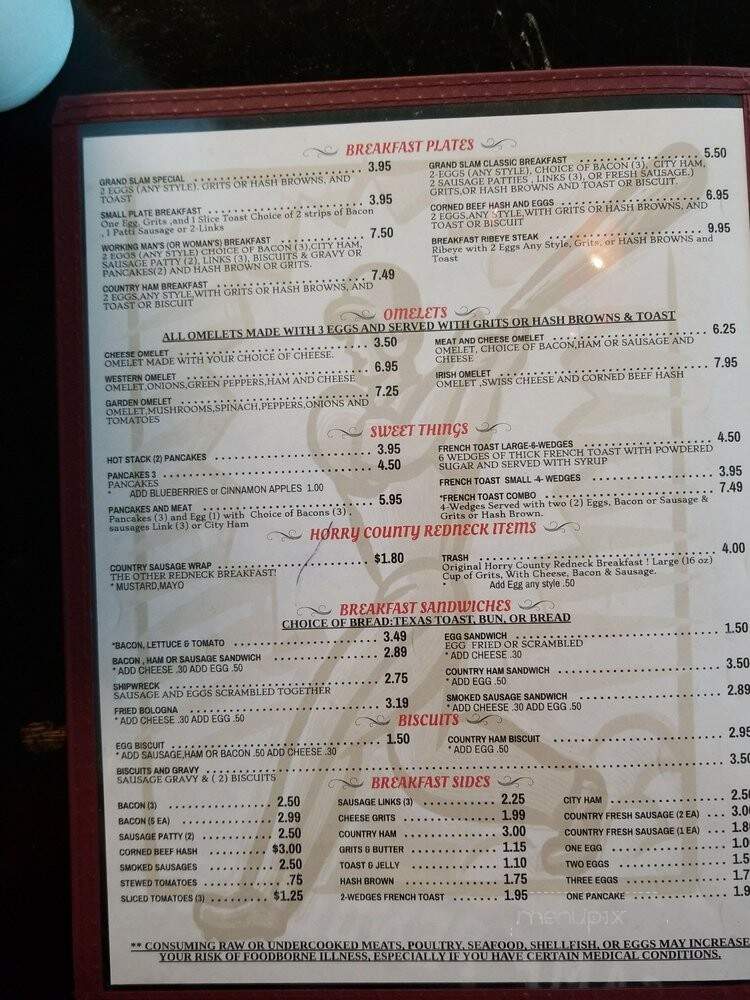 BREAKFAST PLATES
GRAND SLAM SPECIAL 3.95
2 EGGS (ANY STYLE). GRITS OR HASH BROWNS, AND
TOAST
SMALL PLATE BREAKFAST 3.95
One Egg, Grits ,and 1 Slice Toast Choice of 2 strips of Bacon
, 1 Patti Sausage or 2-Links
WORKING MAN'S (OR WOMAN'S) BREAKFAST 7.50
2 EGGS (ANY STYLE) CHOICE OF BACON (3),CITY HAM,
SAUSAGE PATTY (2), LINKS (3), BISCUITS & GRAVY OR
PANCAKES(2) AND HASH BROWN OR GRITS.
COUNTRY HAM BREAKFAST 7.49
2 EGGS,ANY STYLE,WITH GRITS OR HASH BROWNS, AND
TOAST OR BISCUIT
GRAND SLAM CLASSIC BREAKFAST 5.50
2-EGGS (ANY STYLE), CHOICE OF BACON (3), CITY HAM,
2 SAUSAGE PATTIES , LINKS (3), OR FRESH SAUSAGE.)
GRITS,OR HASH BROWNS AND TOAST OR BISCUIT.
CORNED BEEF HASH AND EGGS 6.95
2 EGGS,ANY STYLE,WITH GRITS OR HASH BROWNS, AND
TOAST OR BISCUIT
BREAKFAST RIBEYE STEAK 9.95
Ribeye with 2 Eggs Any Style, Grits, or HASH BROWNS and
Toast
OMELETS
ALL OMELETS MADE WITH 3 EGGS AND SERVED WITH GRITS OR HASH BROWNS & TOAST
CHEESE OMELET 3.50
OMELET MADE WITH YOUR CHOICE OF CHEESE.
WESTERN OMELET 6.95
OMELET,ONIONS,GREEN PEPPERS,HAM AND CHEESE
GARDEN OMELET 7.25
OMELET,MUSHROOMS,SPINACH,PEPPERS,ONIONS AND
TOMATOES
MEAT AND CHEESE OMELET 6.25
OMELET, CHOICE OF BACON,HAM OR SAUSAGE AND
CHEESE
IRISH OMELET 7.95
OMELET ,SWISS CHEESE AND CORNED BEEF HASH
SWEET THINGS
HOT STACK (2) PANCAKES 3.95
PANCAKES 3 4.50
PANCAKES
* ADD BLUEBERRIES or CINNAMON APPLES 1.00
PANCAKES AND MEAT 5.95
Pancakes (3) and Egg (1) with Choice of Bacons (3) ,
sausages Link (3) or City Ham
FRENCH TOAST LARGE-6-WEDGES 4.50
6 WEDGES OF THICK FRENCH TOAST WITH POWDERED
SUGAR AND SERVED WITH SYRUP
FRENCH TOAST SMALL -4- WEDGES 3.95
*FRENCH TOAST COMBO 7.49
4-Wedges Served with two (2) Eggs, Bacon or Sausage &
Grits or Hash Brown.
HORRY COUNTY REDNECK ITEMS
COUNTRY SAUSAGE WRAP $1.80
THE OTHER REDNECK BREAKFAST!
* MUSTARD,MAYO
TRASH 4.00
Original Horry County Redneck Breakfast ! Large (16 oz)
Cup of Grits, With Cheese, Bacon & Sausage.
* Add Egg any style .50
BREAKFAST SANDWICHES
CHOICE OF BREAD:TEXAS TOAST, BUN, OR BREAD
*BACON, LETTUCE & TOMATO 3.49
BACON , HAM OR SAUSAGE SANDWICH 2.89
* ADD CHEESE .30 ADD EGG .50
SHIPWRECK 2.75
SAUSAGE AND EGGS SCRAMBLED TOGETHER
FRIED BOLOGNA 3.19
* ADD CHEESE .30 ADD EGG .50
EGG SANDWICH 1.50
EGG FRIED OR SCRAMBLED
* ADD CHEESE .30
COUNTRY HAM SANDWICH 3.50
* ADD EGG .50
SMOKED SAUSAGE SANDWICH 2.89
* ADD CHEESE .30 ADD EGG .50
BISCUITS
EGG BISCUIT 1.50
* ADD SAUSAGE,HAM OR BACON .50 ADD CHEESE .30
COUNTRY HAM BISCUIT 2.95
* ADD EGG .50
BISCUITS AND GRAVY 3.50
SAUSAGE GRAVY & ( 2) BISCUITS
BREAKFAST SIDES
BACON (3) 2.50
BACON (5 EA) 2.99
SAUSAGE PATTY (2) 2.50
CORNED BEEF HASH $3.00
SMOKED SAUSAGES 2.50
STEWED TOMATOES .75
SLICED TOMATOES (3) $1.25
SAUSAGE LINKS (3) 2.25
CHEESE GRITS 1.99
COUNTRY HAM 3.00
GRITS & BUTTER 1.15
TOAST & JELLY 1.10
HASH BROWN 1.75
2-WEDGES FRENCH TOAST 1.95
CITY HAM 2.5
COUNTRY FRESH SAUSAGE (2 EA) 3.0
COUNTRY FRESH SAUSAGE (1 EA) 1.8
ONE EGG 1.0
TWO EGGS 1.5
THREE EGGS 1.7
ONE PANCAKE 1.9
menupix
** CONSUMING RAW OR UNDERCOOKED MEATS, POULTRY, SEAFOOD, SHELLFISH, OR EGGS MAY INCREASE
YOUR RISK OF FOODBORNE ILLNESS, ESPECIALLY IF YOU HAVE CERTAIN MEDICAL CONDITIONS.